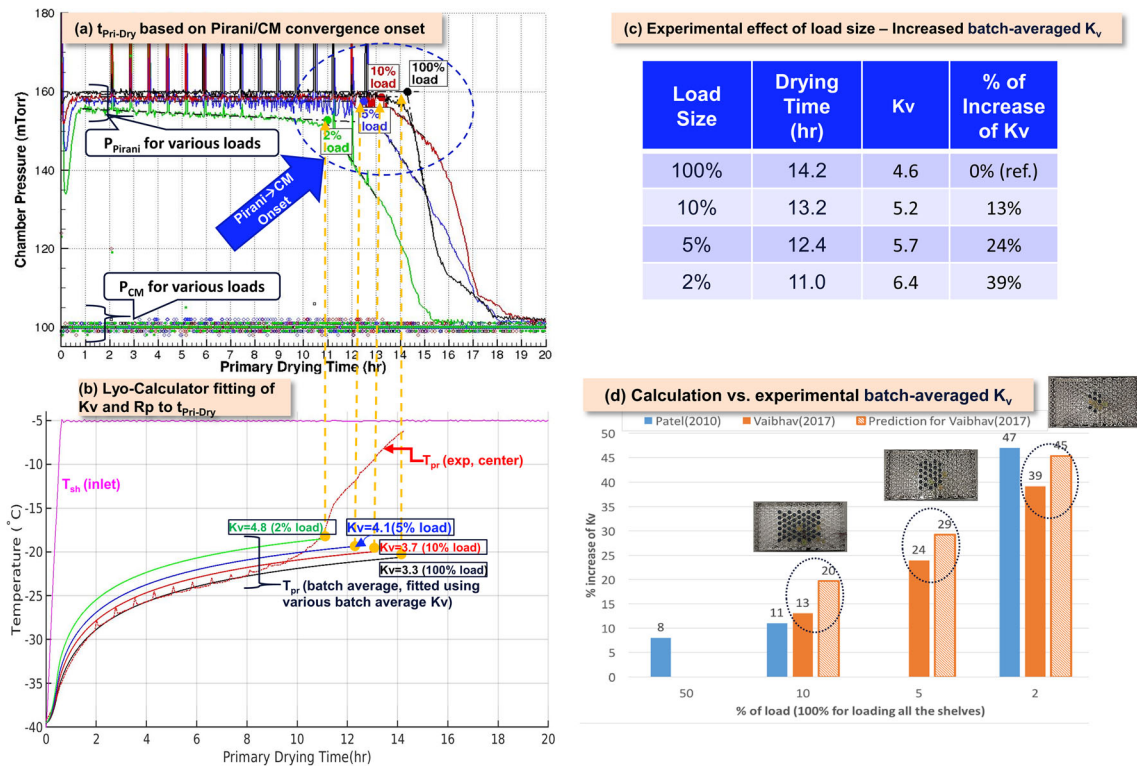 (a) tPri-Dry based on Pirani/CM convergence onset
Chamber Pressure (mTorr)
180
160
140
120
100
10%
load
100%
load
5%
load
2%
load
PPirani for various loads
Pirani→CM
Onset
PCM for various loads
0 1 2 3 4 5 6 7 8 9 10 11 12 13 14 15 16 17 18 19 20
Primary Drying Time (hr)
(b) Lyo-Calculator fitting of
Kv and Rp to tPri-Dry
Temperature (°C)
-5
-10
-15
-20
-25
-30
-35
-40
Tsh (inlet)
Tpr (exp, center)
Kv=4.8 (2% load)
Kv=4.1(5% load)
Kv=3.7 (10% load)
Kv=3.3 (100% load)
Tpr (batch average, fitted using
various batch average Kv)
0 2 4 6 8 10 12 14 16 18 20
Primary Drying Time(hr)
(c) Experimental effect of load size – Increased batch-averaged Kv
Load
Size
Drying
Time
(hr)
Kv
% of
Increase
of Kv
100% 14.2 4.6 0% (ref.)
10% 13.2 5.2 13%
5% 12.4 5.7 24%
2% 11.0 6.4 39%
(d) Calculation vs. experimental batch-averaged Kv
Patel(2010) Vaibhav(2017) Prediction for Vaibhav(2017)
% increase of Kv
50
45
40
35
30
25
20
15
10
5
0
8
11
13
20
24
29
47
39
45
50 10 5 2
% of load (100% for loading all the shelves)